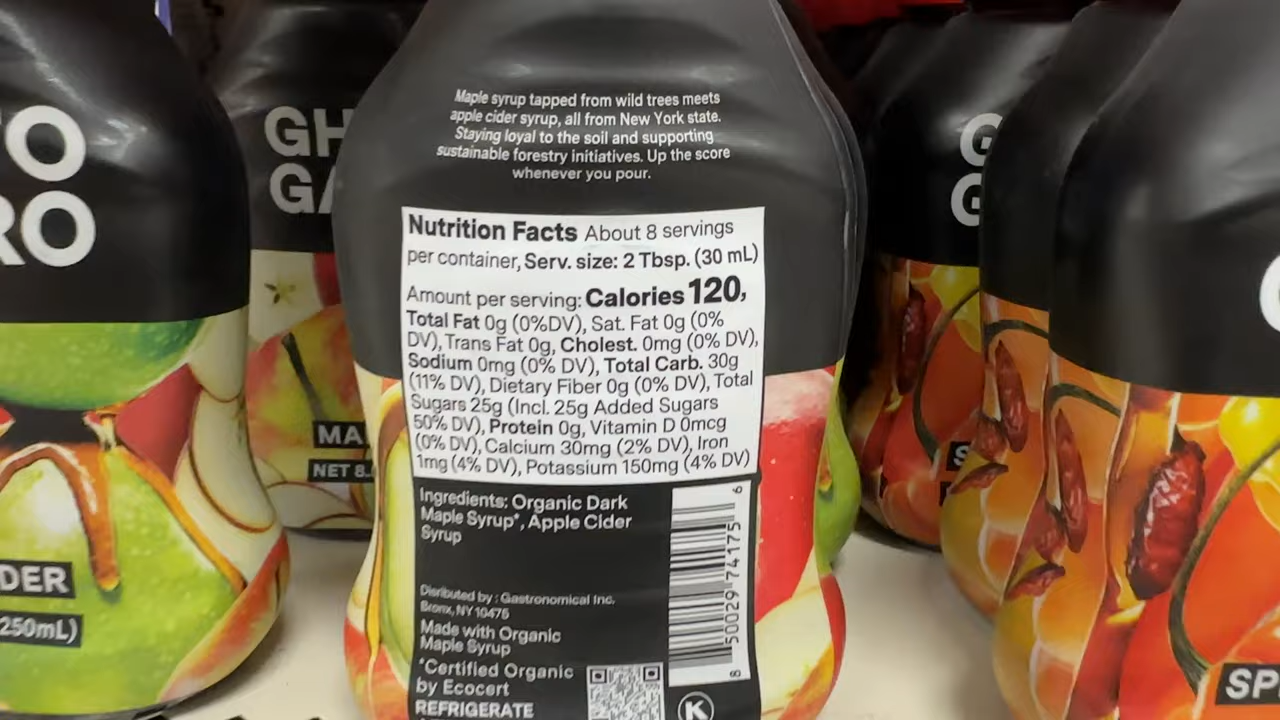 TO
RO
DER
250mL)
GH
GA
MA
NET 8.
Maple syrup tapped from wild trees meets
apple cider syrup, all from New York state.
Staying loyal to the soil and supporting
sustainable forestry initiatives. Up the score
whenever you pour.
Nutrition Facts About 8 servings
per container, Serv. size: 2 Tbsp. (30 mL)
Amount per serving: Calories 120,
Total Fat 0g (0%DV), Sat. Fat 0g (0%
DV), Trans Fat 0g, Cholest. 0mg (0% DV),
Sodium 0mg (0% DV), Total Carb. 30g
(11% DV), Dietary Fiber 0g (0% DV), Total
Sugars 25g (Incl. 25g Added Sugars
50% DV), Protein 0g, Vitamin D 0mcg
(0% DV), Calcium 30mg (2% DV), Iron
1mg (4% DV), Potassium 150mg (4% DV)
Ingredients: Organic Dark
Maple Syrup*, Apple Cider
Syrup
Distributed by : Gastronomical Inc.
Bronx, NY 10475
Made with Organic
Maple Syrup
*Certified Organic
by Ecocert
REFRIGERATE
8 50029 74175 6
K
G
G
S
SP